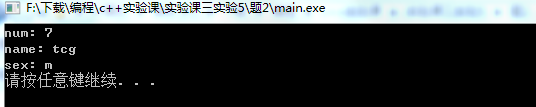 F:\下载\编程\c++实验课\实验课三实验5\题2\main.exe
num: 7
name: tcg
sex: m
请按任意键继续. . .